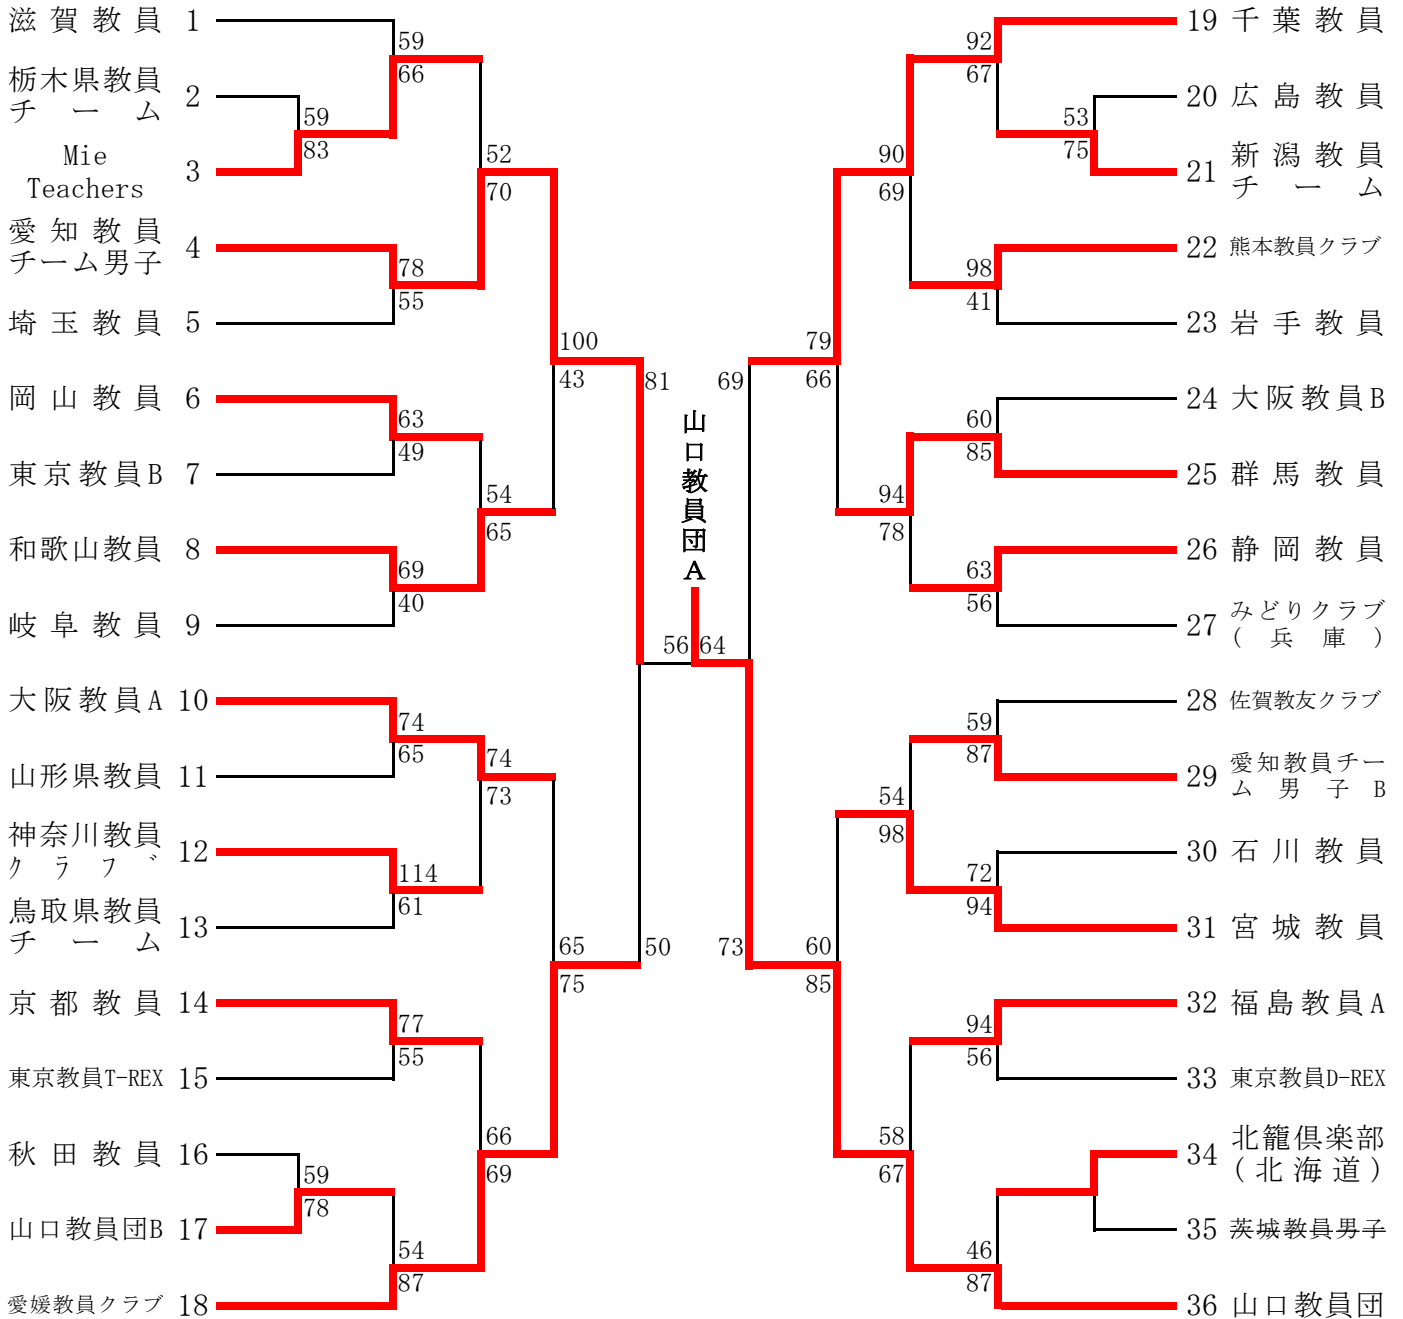 滋賀教員 1
栃木県教員
チーム 2
Mie
Teachers 3
愛知教員
チーム男子 4
埼玉教員 5
岡山教員 6
東京教員B 7
和歌山教員 8
岐阜教員 9
大阪教員A 10
山形県教員 11
神奈川教員
クラブ 12
鳥取県教員
チーム 13
京都教員 14
東京教員T-REX 15
秋田教員 16
山口教員団B 17
愛媛教員クラブ 18
59
66
59
83
52
70
78
55
100
43
63
49
54
65
69
40
81
74
65
74
73
114
61
65
75
50
77
55
66
69
59
78
54
87
山口教員団A
56 64
69
73
92
67
53
75
90
69
98
41
79
66
60
85
94
78
63
56
59
87
54
98
72
94
60
85
94
56
58
67
46
87
19 千葉教員
20 広島教員
21 新潟教員
チーム
22 熊本教員クラブ
23 岩手教員
24 大阪教員B
25 群馬教員
26 静岡教員
27 みどりクラブ
(兵庫)
28 佐賀教友クラブ
29 愛知教員チー
ム男子B
30 石川教員
31 宮城教員
32 福島教員A
33 東京教員D-REX
34 北籠倶楽部
(北海道)
35 茨城教員男子
36 山口教員団